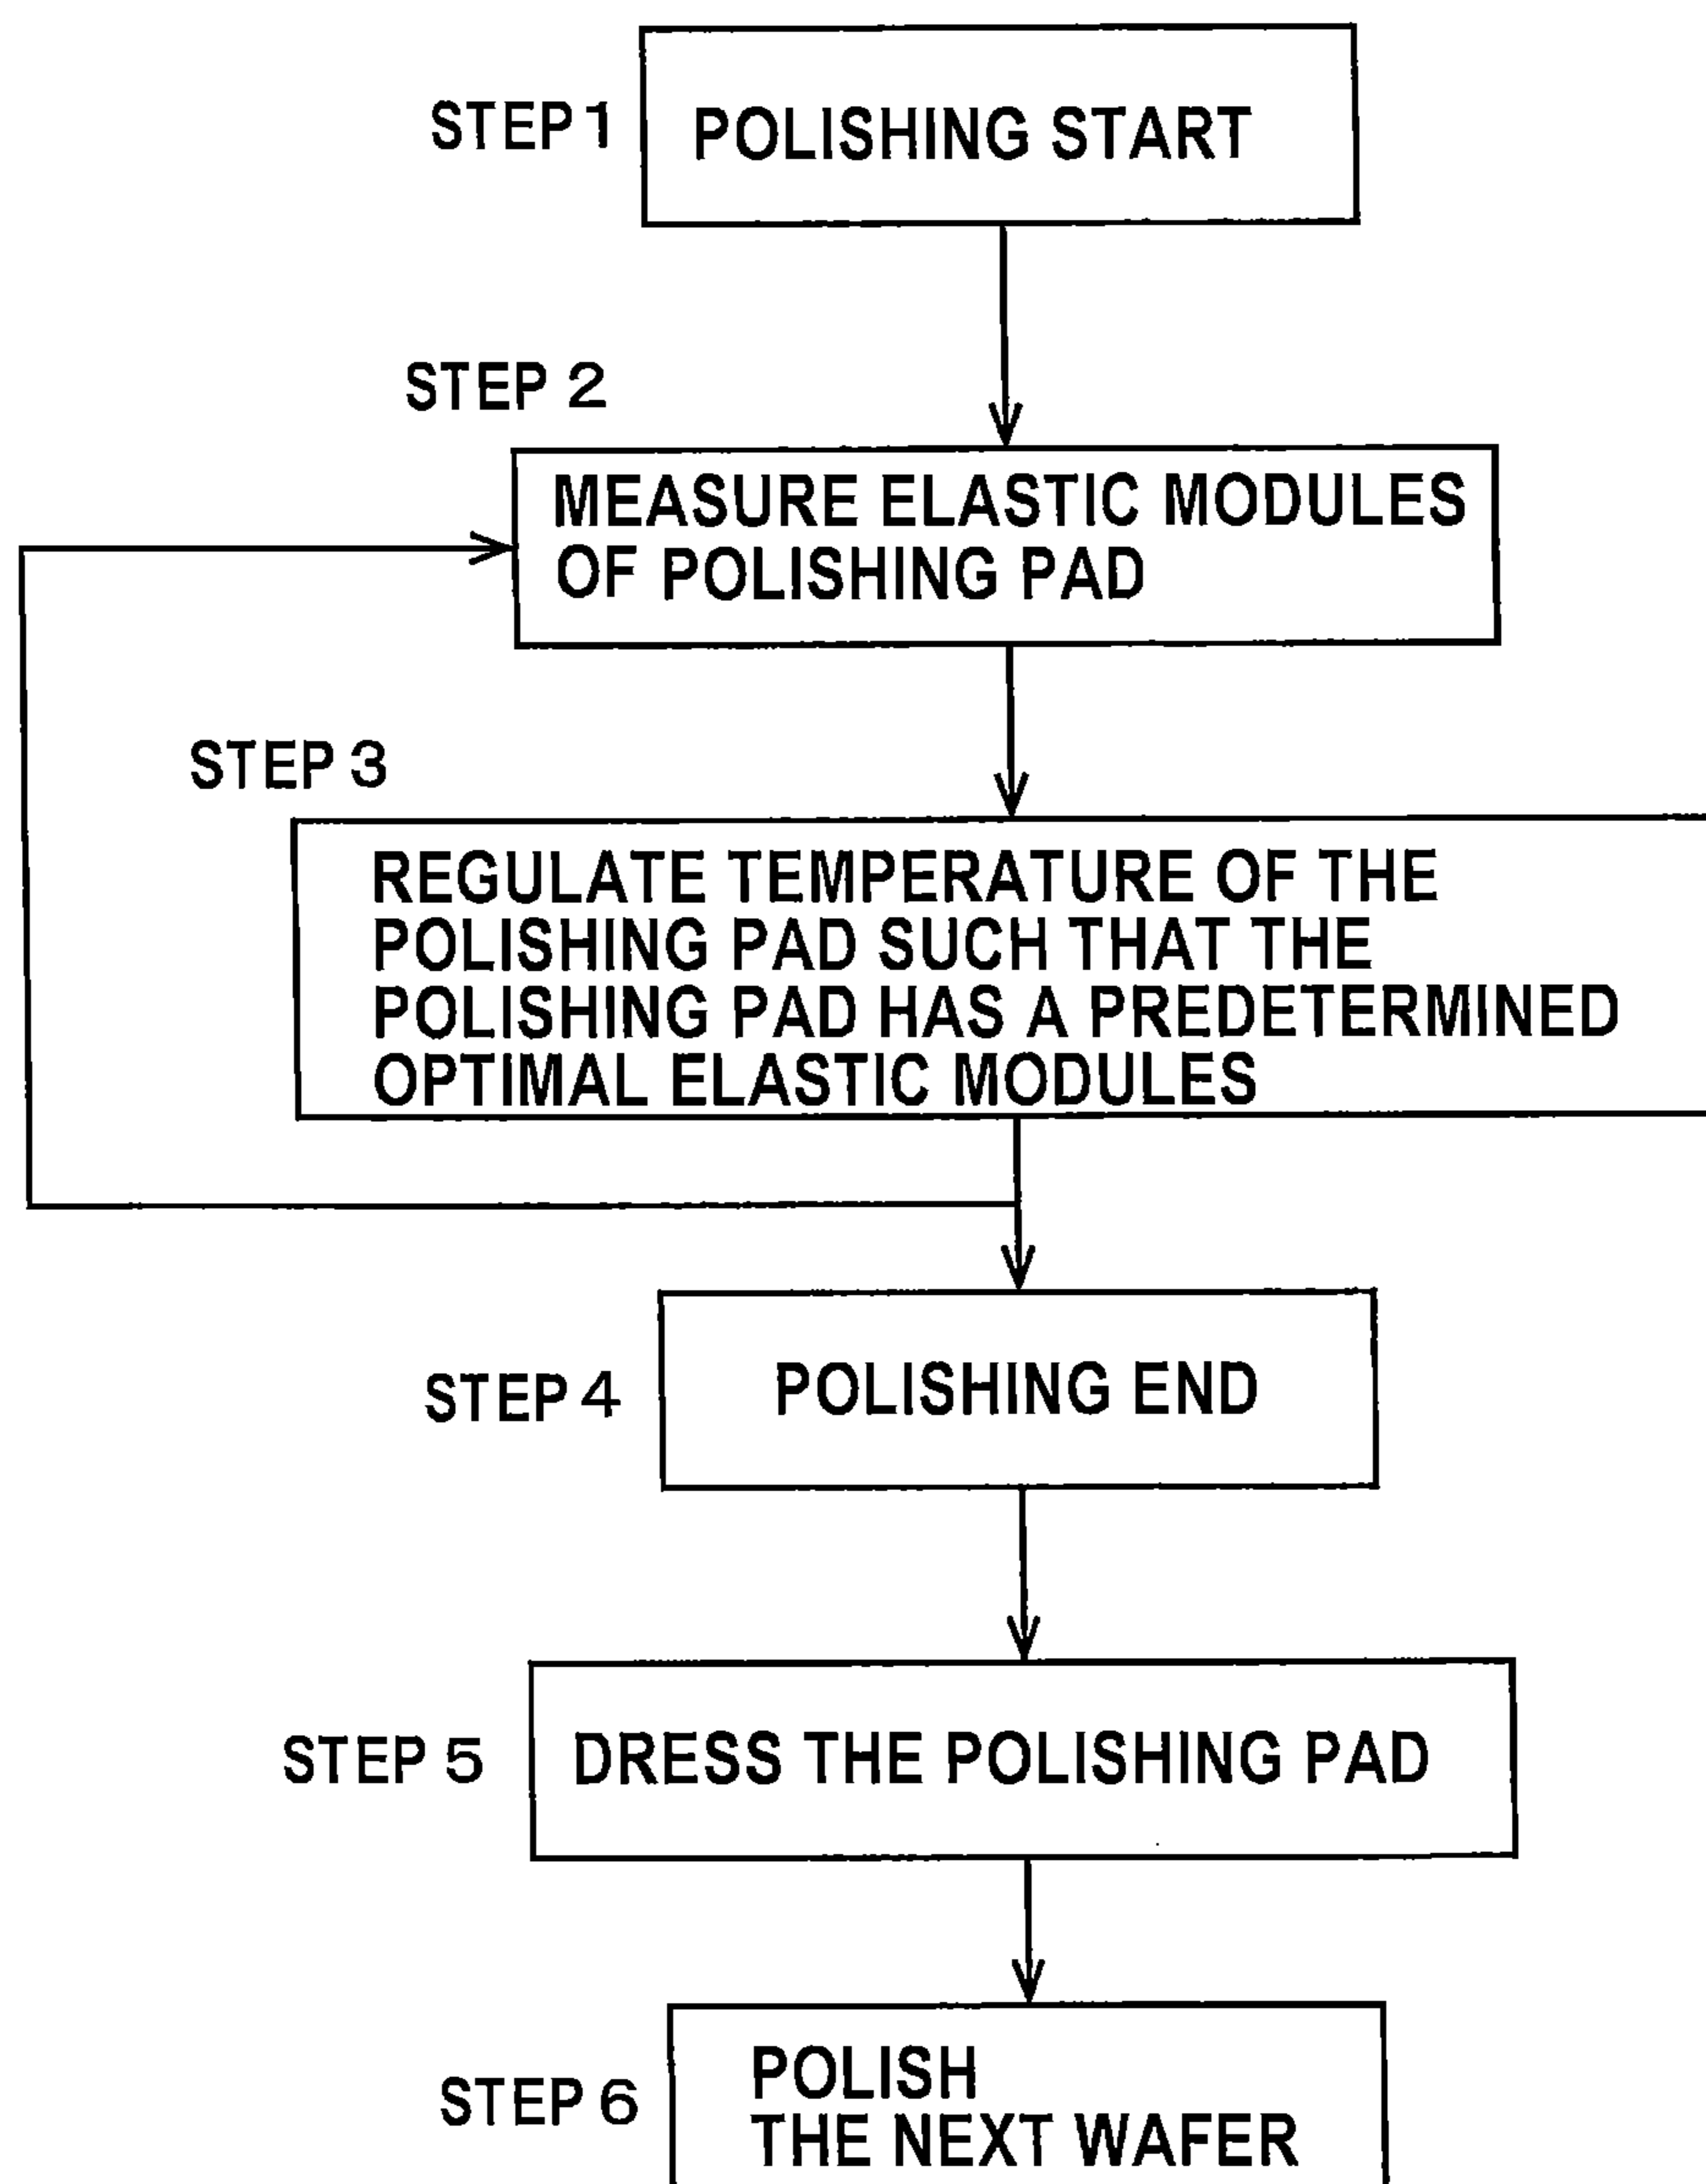 STEP 1
POLISHING START
STEP 2
MEASURE ELASTIC MODULES
OF POLISHING PAD
STEP 3
REGULATE TEMPERATURE OF THE
POLISHING PAD SUCH THAT THE
POLISHING PAD HAS A PREDETERMINED
OPTIMAL ELASTIC MODULES
STEP 4
POLISHING END
STEP 5
DRESS THE POLISHING PAD
STEP 6
POLISH
THE NEXT WAFER